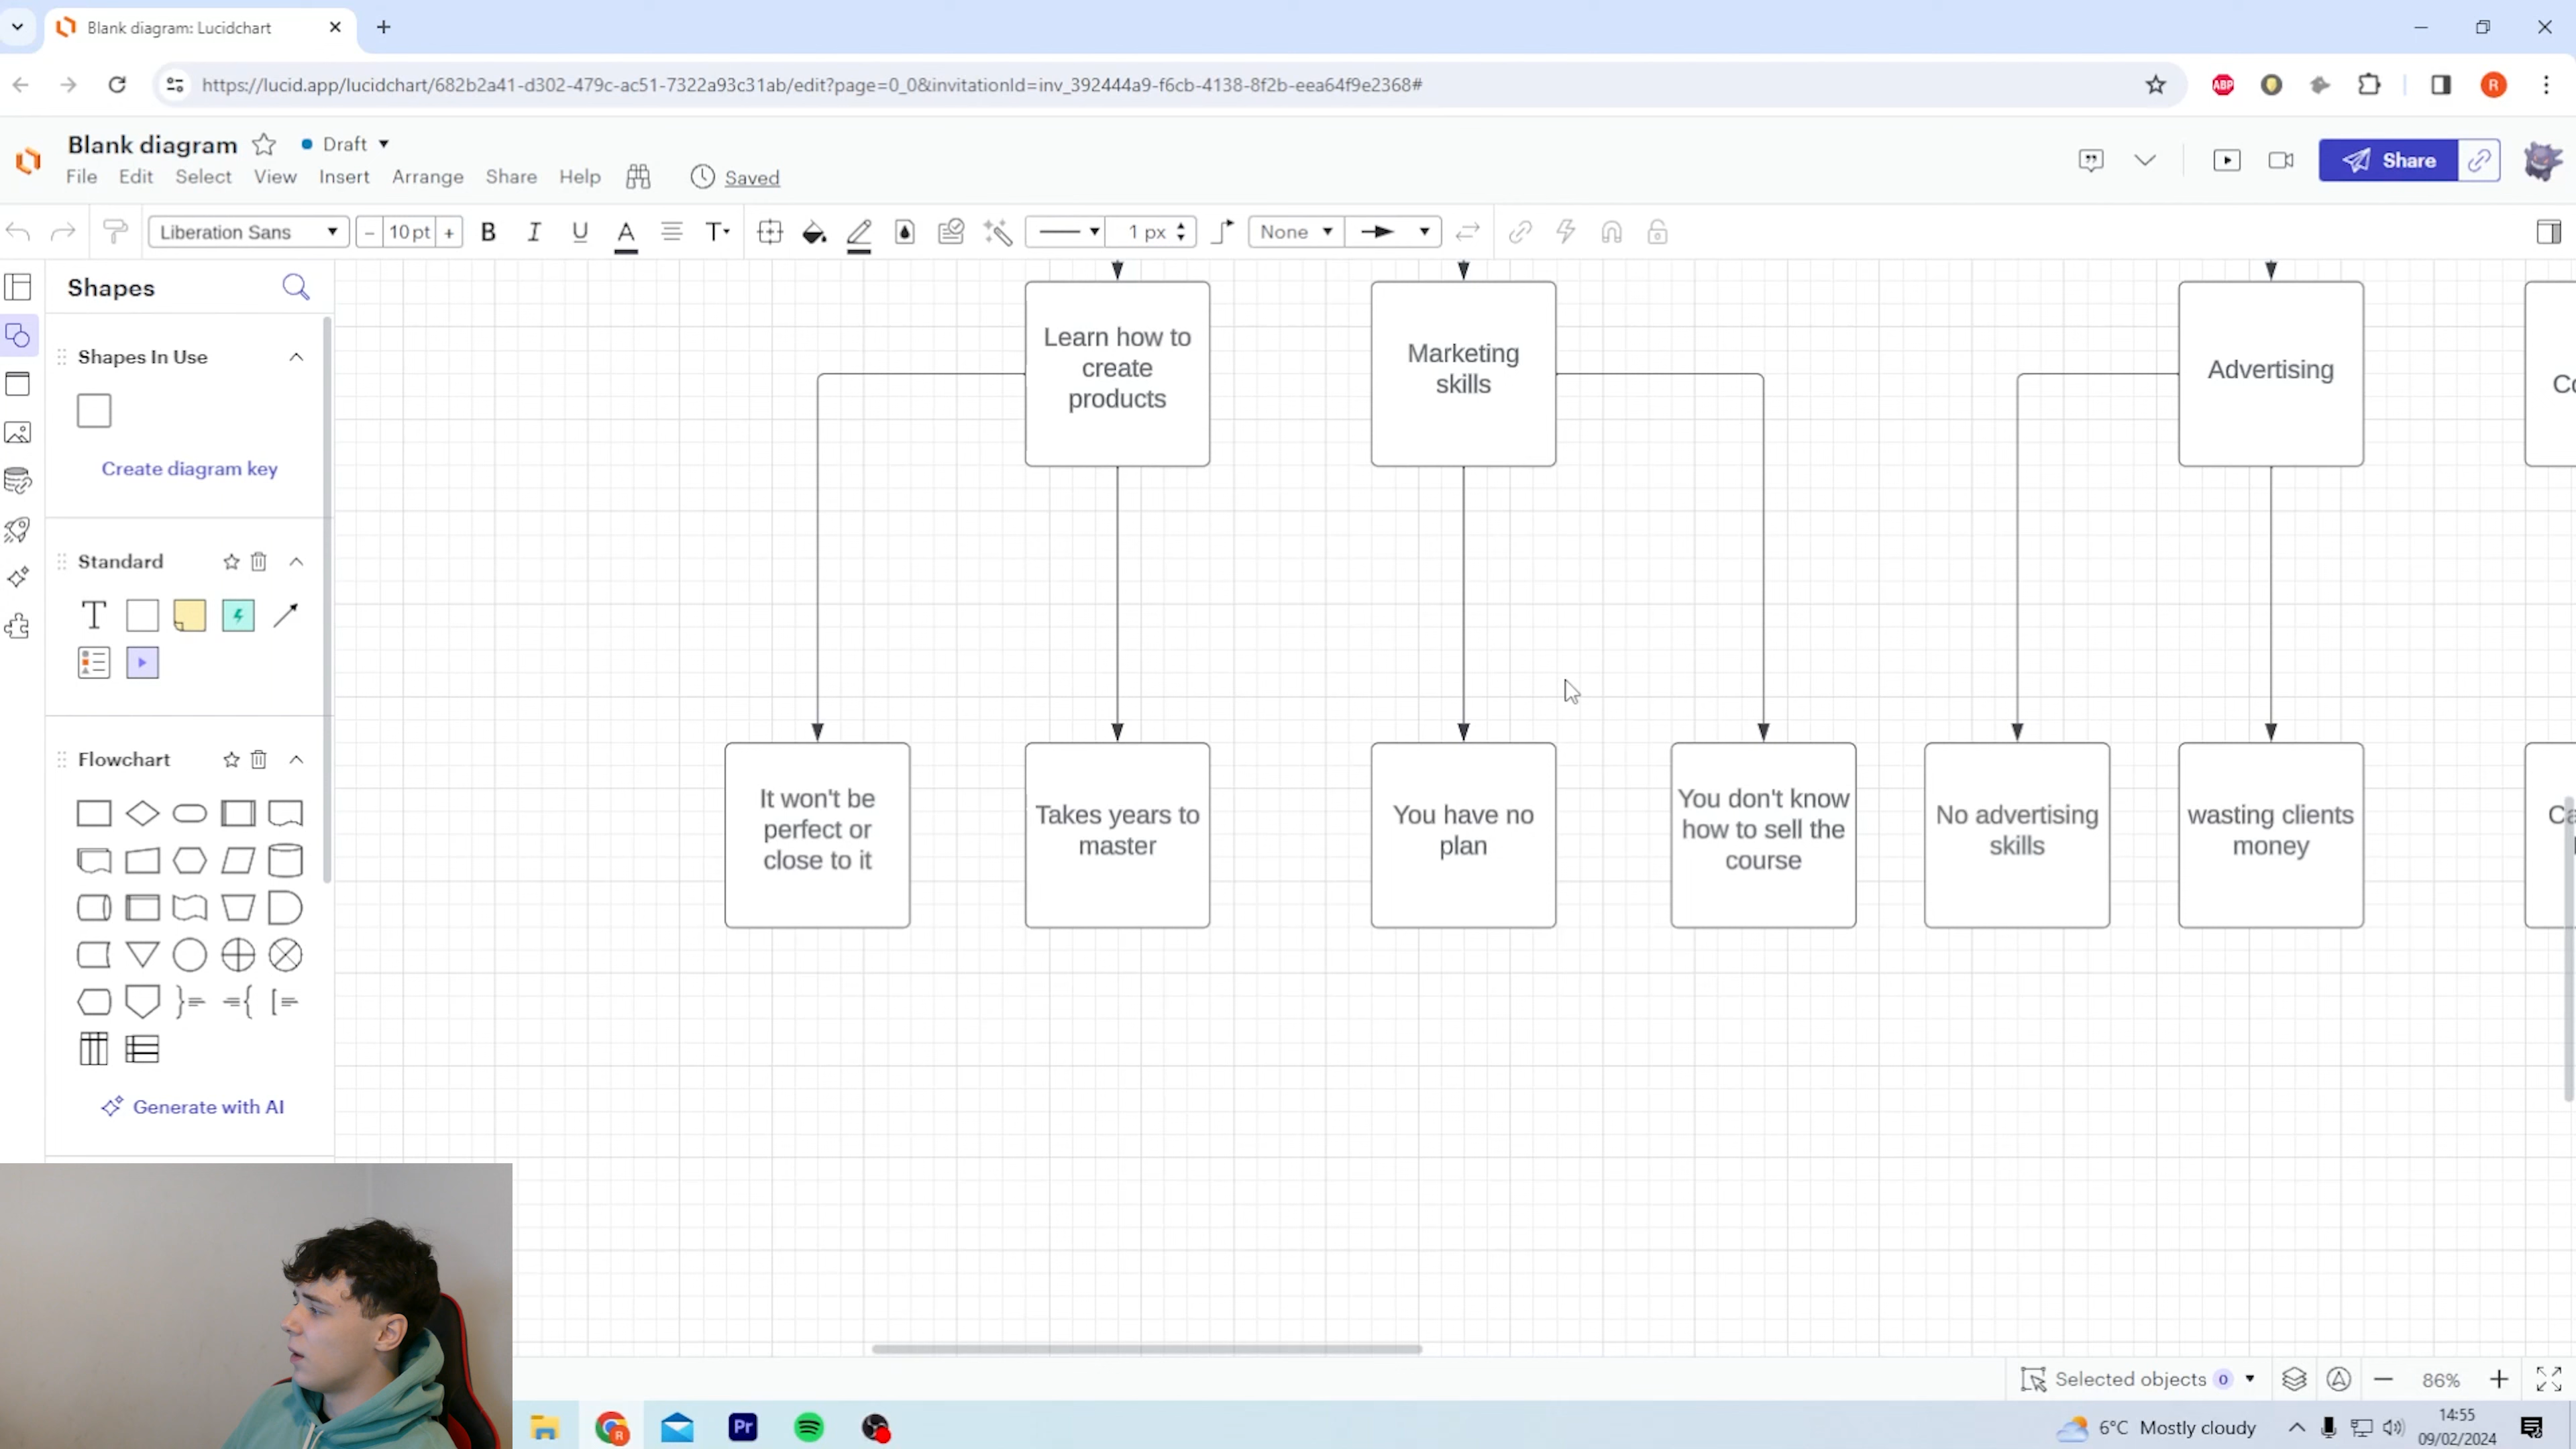 Blank diagram: Lucidchart
https://lucid.app/lucidchart/682b2a41-d302-479c-ac51-7322a93c31ab/edit?page=0_0&invitationId=inv_392444a9-f6cb-4138-8f2b-eea64f9e2368#
ABP
R
Blank diagram
Draft
File Edit Select View Insert Arrange Share Help
Saved
Share
Liberation Sans
- 10 pt +
B I U A T
1 px
None
Shapes
Shapes In Use
Create diagram key
Standard
T
Flowchart
Generate with AI
Learn how to
create
products
Marketing
skills
Advertising
It won't be
perfect or
close to it
Takes years to
master
You have no
plan
You don't know
how to sell the
course
No advertising
skills
wasting clients
money
Selected objects 0
86%
R
Pr
6°C Mostly cloudy
14:55
09/02/2024